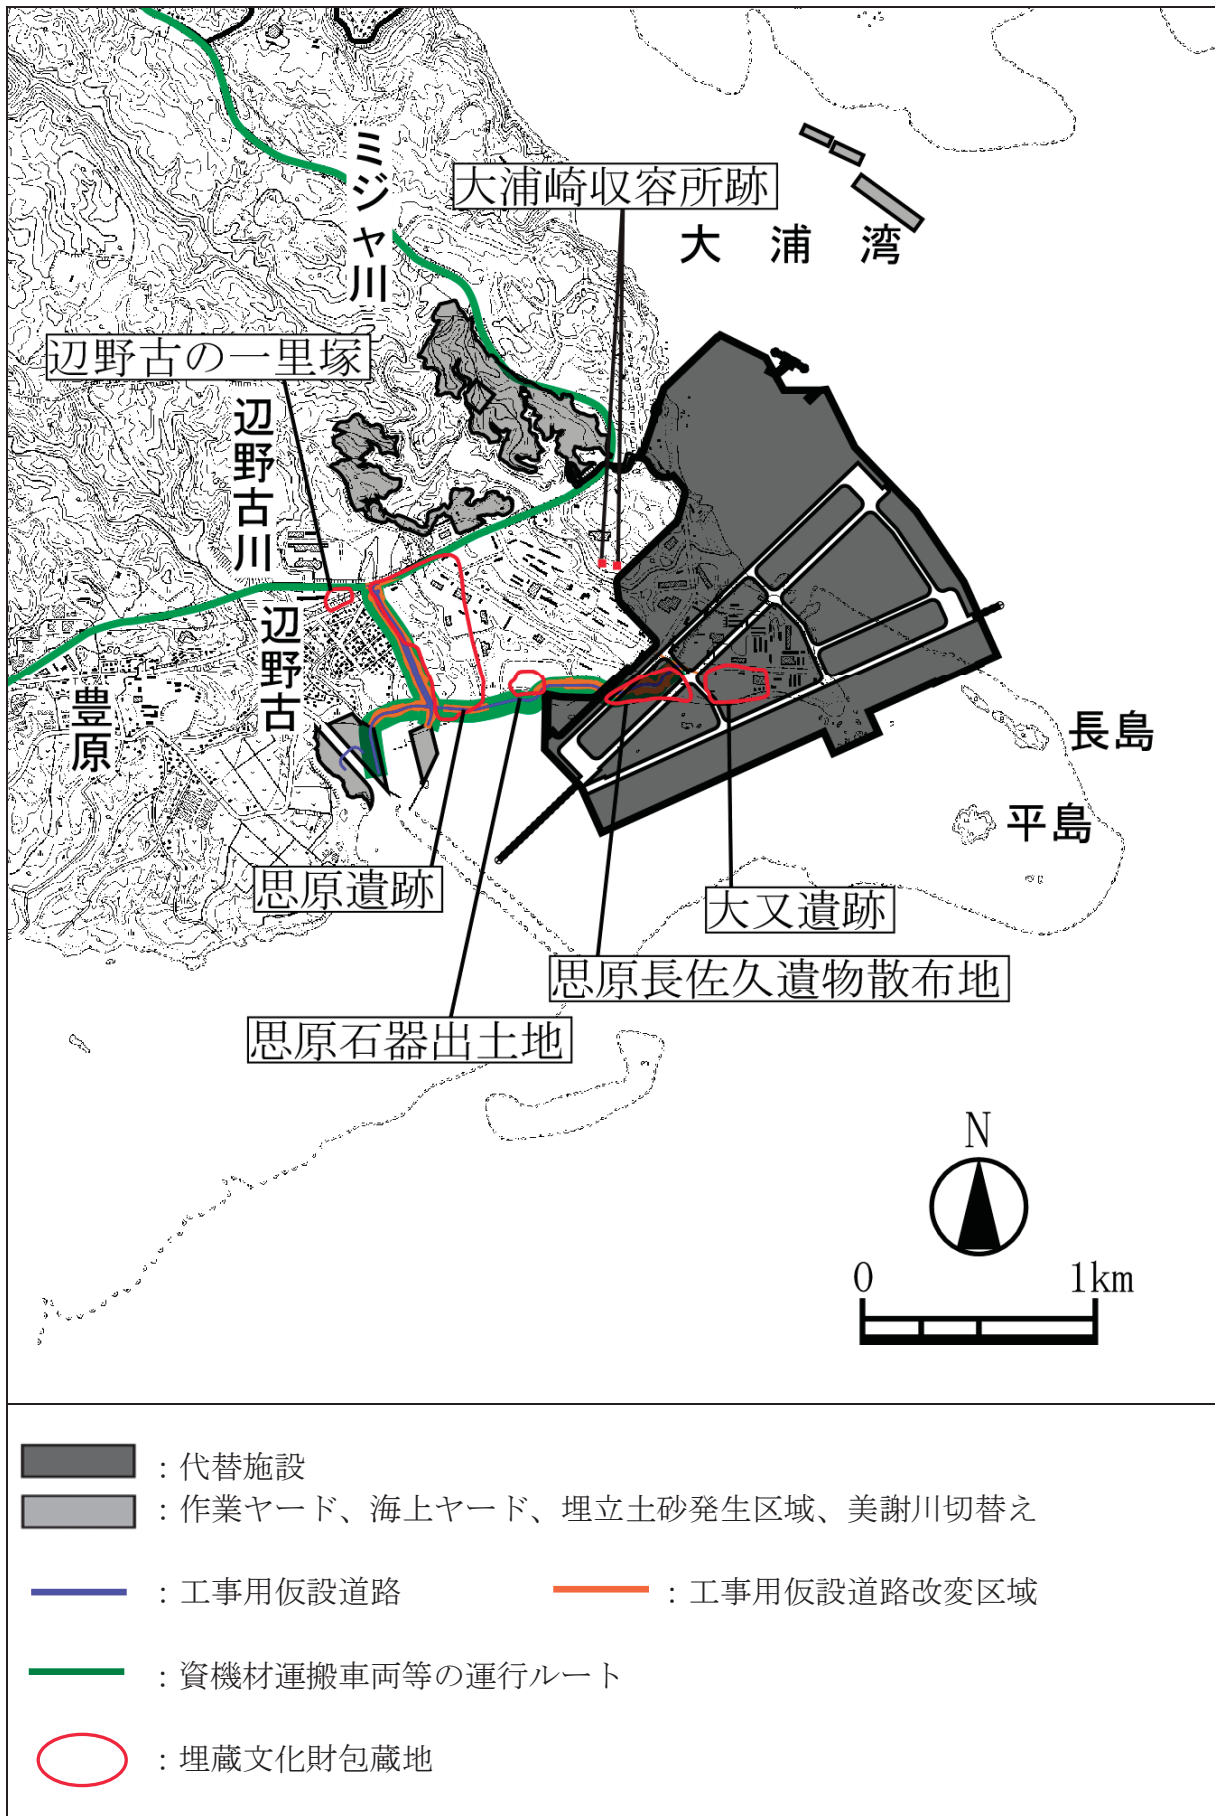 ミジャ川
大浦崎収容所跡
大浦湾
辺野古の一里塚
辺野古川
辺野古
豊原
長島
平島
思原遺跡
大又遺跡
思原長佐久遺物散布地
思原石器出土地
N
0 1km
：代替施設
：作業ヤード、海上ヤード、埋立土砂発生区域、美謝川切替え
：工事用仮設道路 ：工事用仮設道路改変区域
：資機材運搬車両等の運行ルート
：埋蔵文化財包蔵地